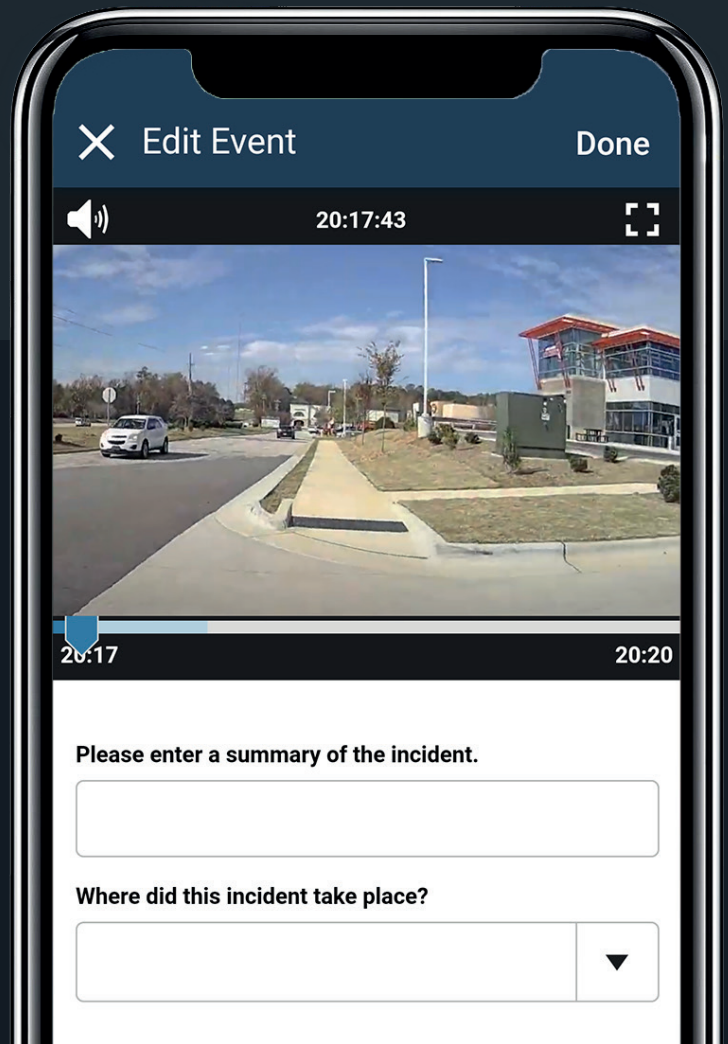 Edit Event
Done
20:17:43
20:17
20:20
Please enter a summary of the incident.
Where did this incident take place?